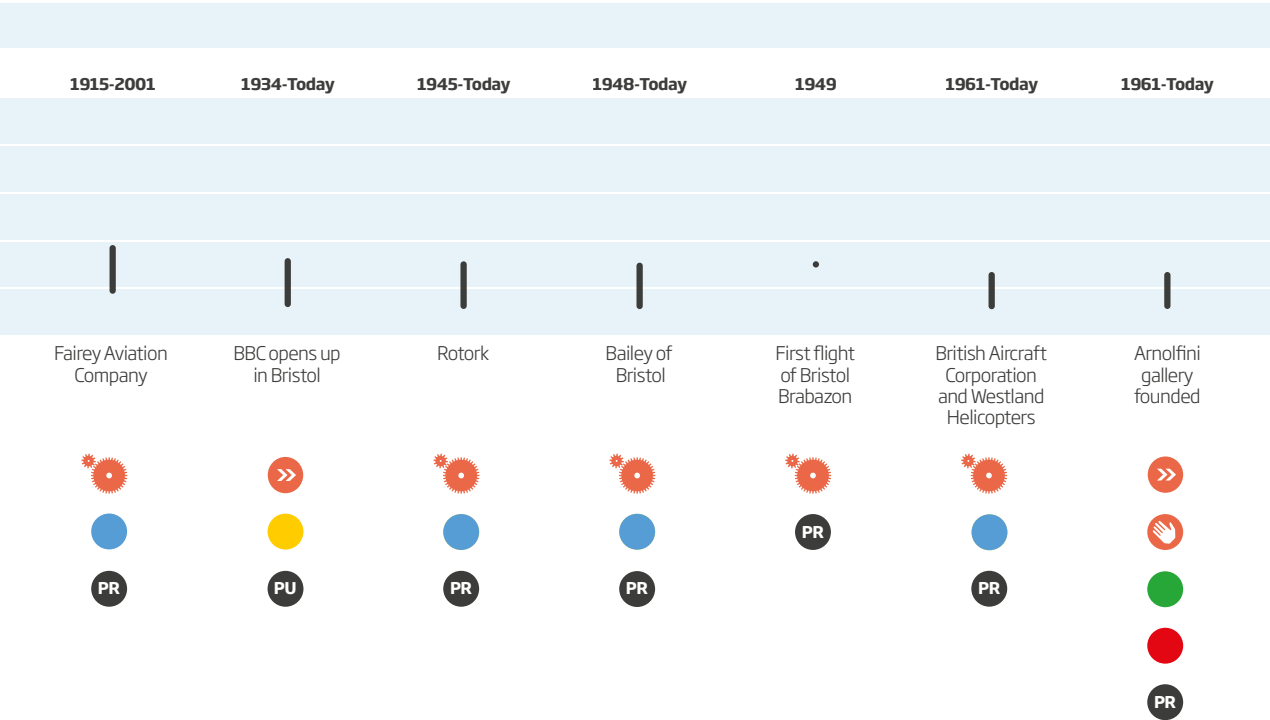 1915-2001
1934-Today
1945-Today
1948-Today
1949
1961-Today
1961-Today
Fairey Aviation
Company
BBC opens up
in Bristol
Rotork
Bailey of
Bristol
First flight
of Bristol
Brabazon
British Aircraft
Corporation
and Westland
Helicopters
Arnolfini
gallery
founded
PR
PU
PR
PR
PR
PR
PR